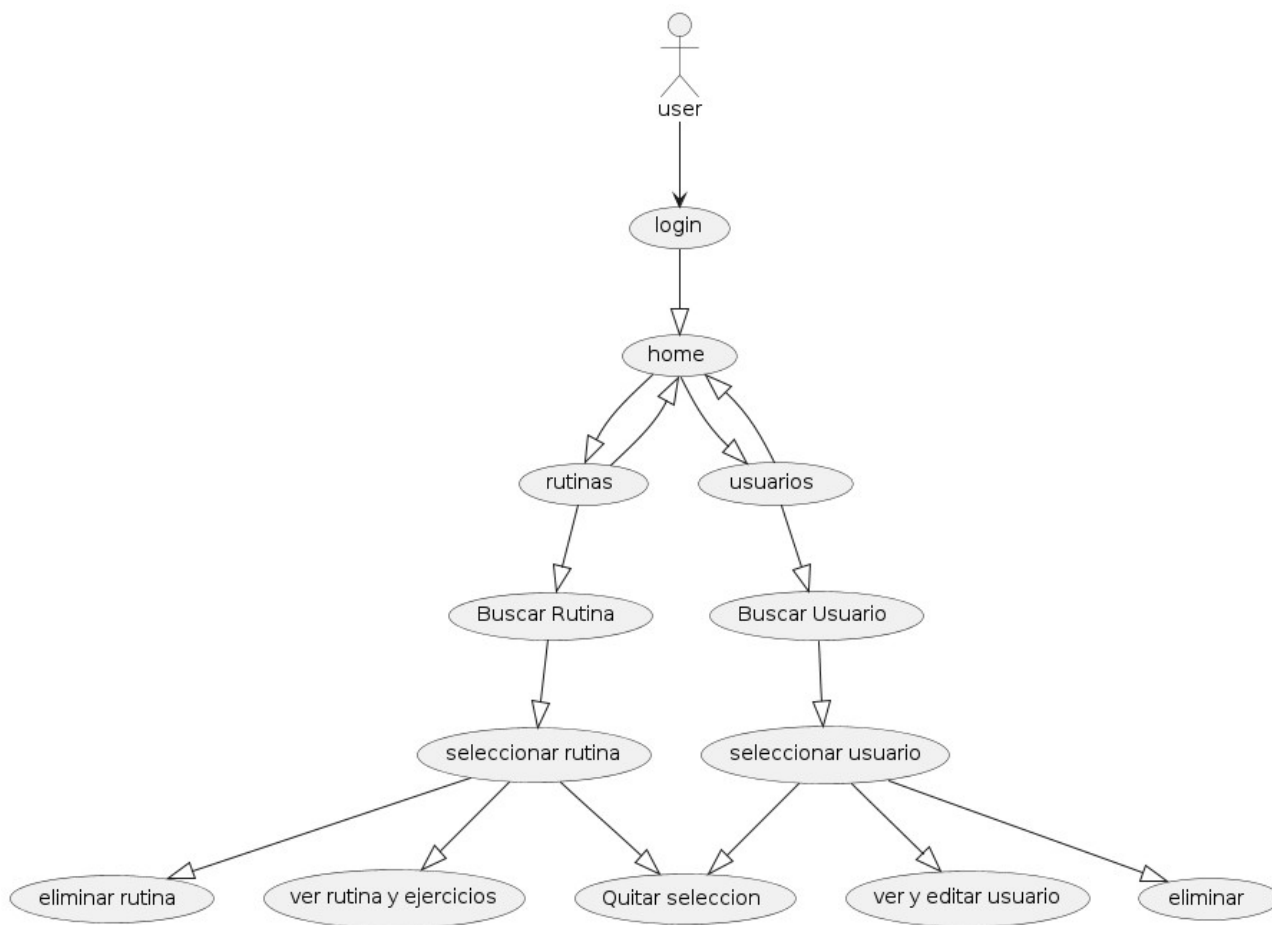 user
login
home
rutinas
usuarios
Buscar Rutina
Buscar Usuario
seleccionar rutina
seleccionar usuario
eliminar rutina
ver rutina y ejercicios
Quitar seleccion
ver y editar usuario
eliminar